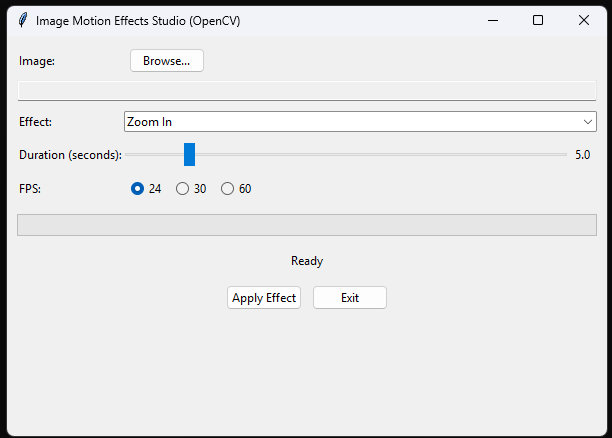 Image Motion Effects Studio (OpenCV)
Image: Browse...
Effect: Zoom In
Duration (seconds): 5.0
FPS: 24 30 60
Ready
Apply Effect Exit